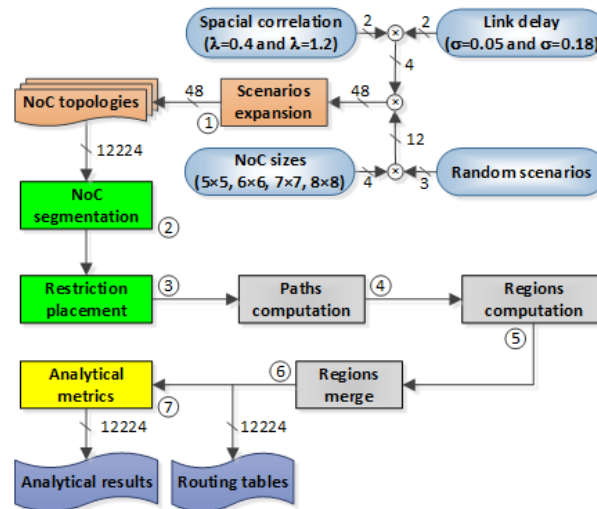 Spacial correlation
(λ=0.4 and λ=1.2)
2
2
Link delay
(σ=0.05 and σ=0.18)
4
NoC topologies
48
1
Scenarios
expansion
48
12
12224
NoC sizes
(5×5, 6×6, 7×7, 8×8)
4
3
Random scenarios
NoC
segmentation
2
Restriction
placement
3
Paths
computation
4
Regions
computation
5
Analytical
metrics
7
6
Regions
merge
12224
12224
Analytical results
Routing tables